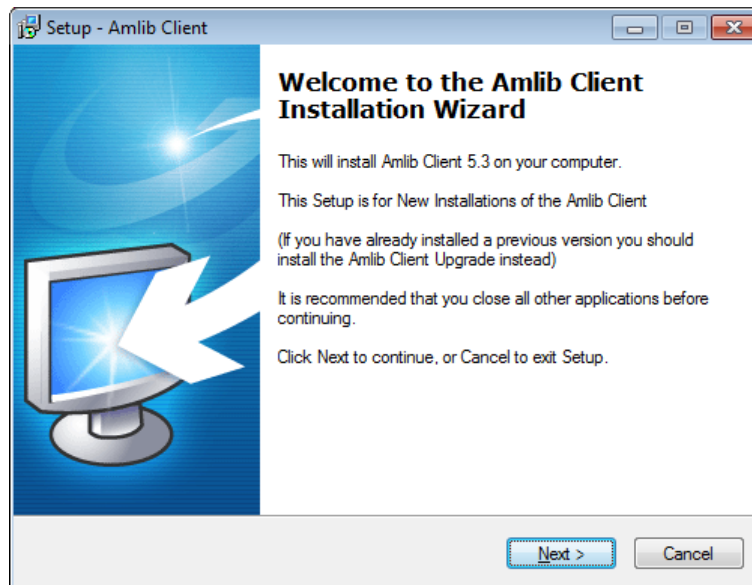 Setup - Amlib Client
Welcome to the Amlib Client
Installation Wizard
This will install Amlib Client 5.3 on your computer.
This Setup is for New Installations of the Amlib Client
(If you have already installed a previous version you should
install the Amlib Client Upgrade instead)
It is recommended that you close all other applications before
continuing.
Click Next to continue, or Cancel to exit Setup.
Next >
Cancel